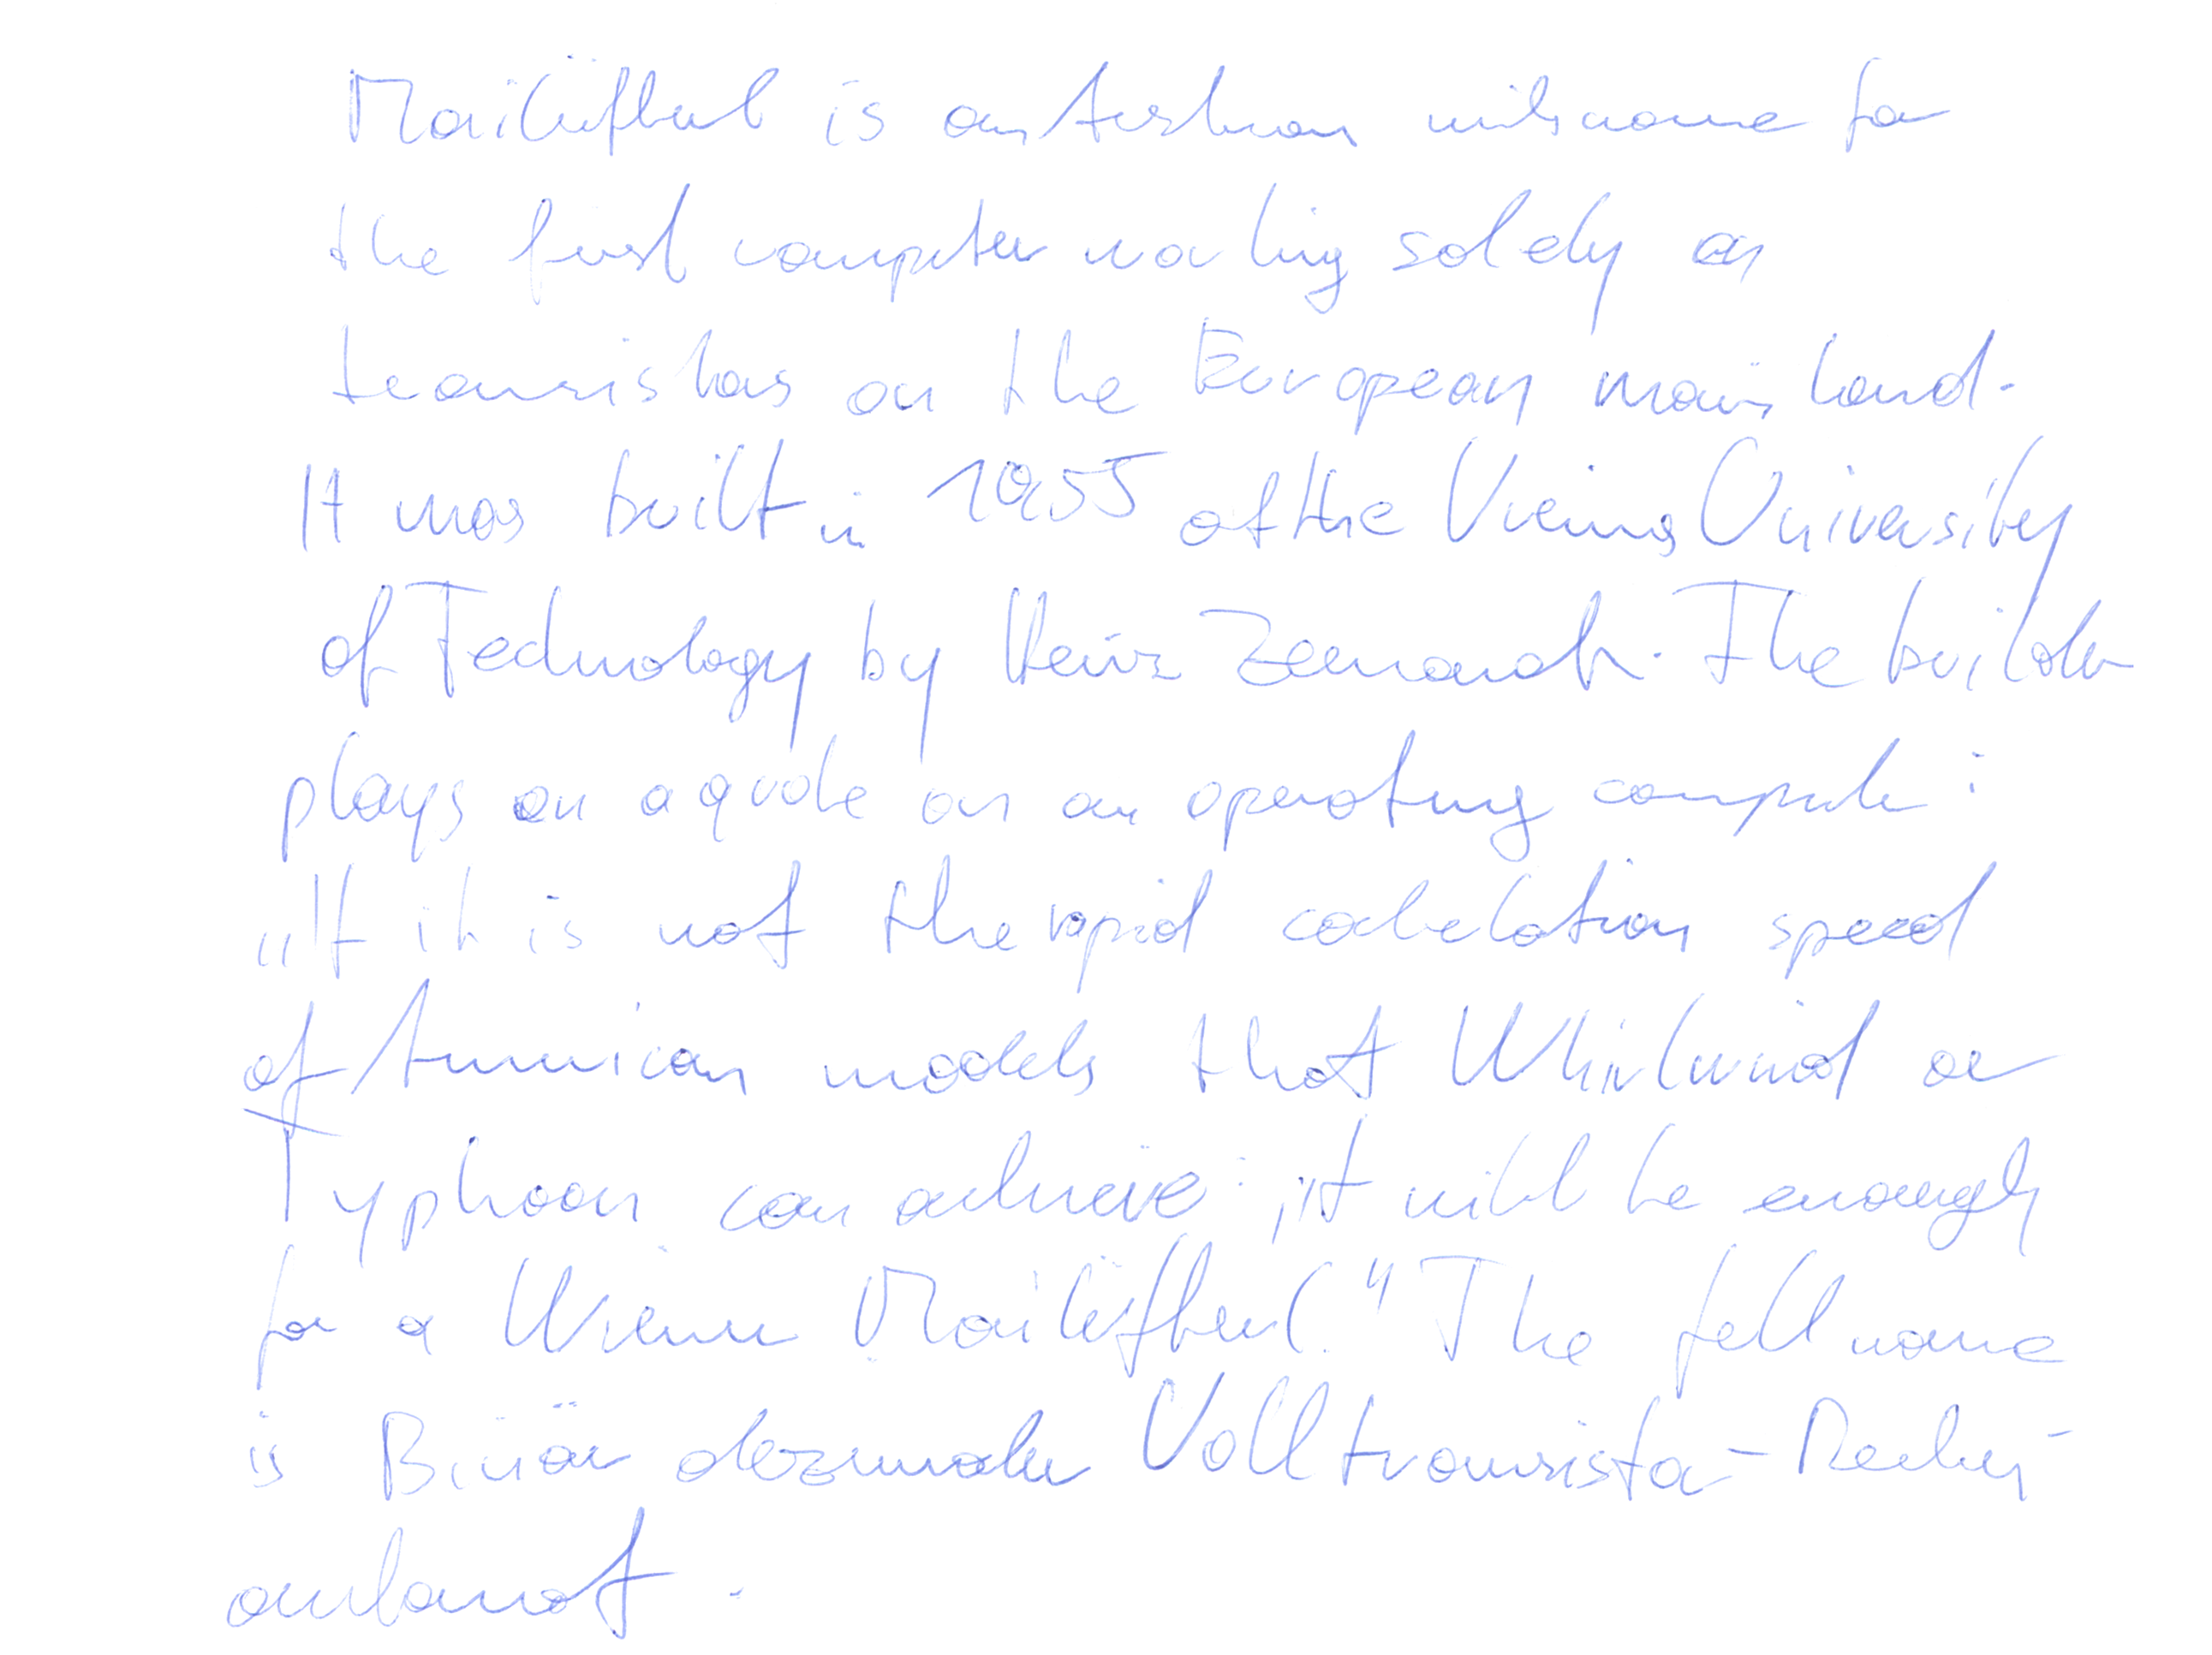 Mailüfterl is an Austrian nickname for
the first computer working solely on
transistors on the European mainland.
It was built in 1955 at the Vienna University
of Technology by Heinz Zemanek. The builder
plays on a quote on an operating computer:
„If it is not the rapid calculation speed
of American models that Whirlwind or
Typhoon can achieve, it will be enough
for a Wiener Mailüfterl." The full name
is Binär dezimaler Volltransistor-Rechen-
automat.